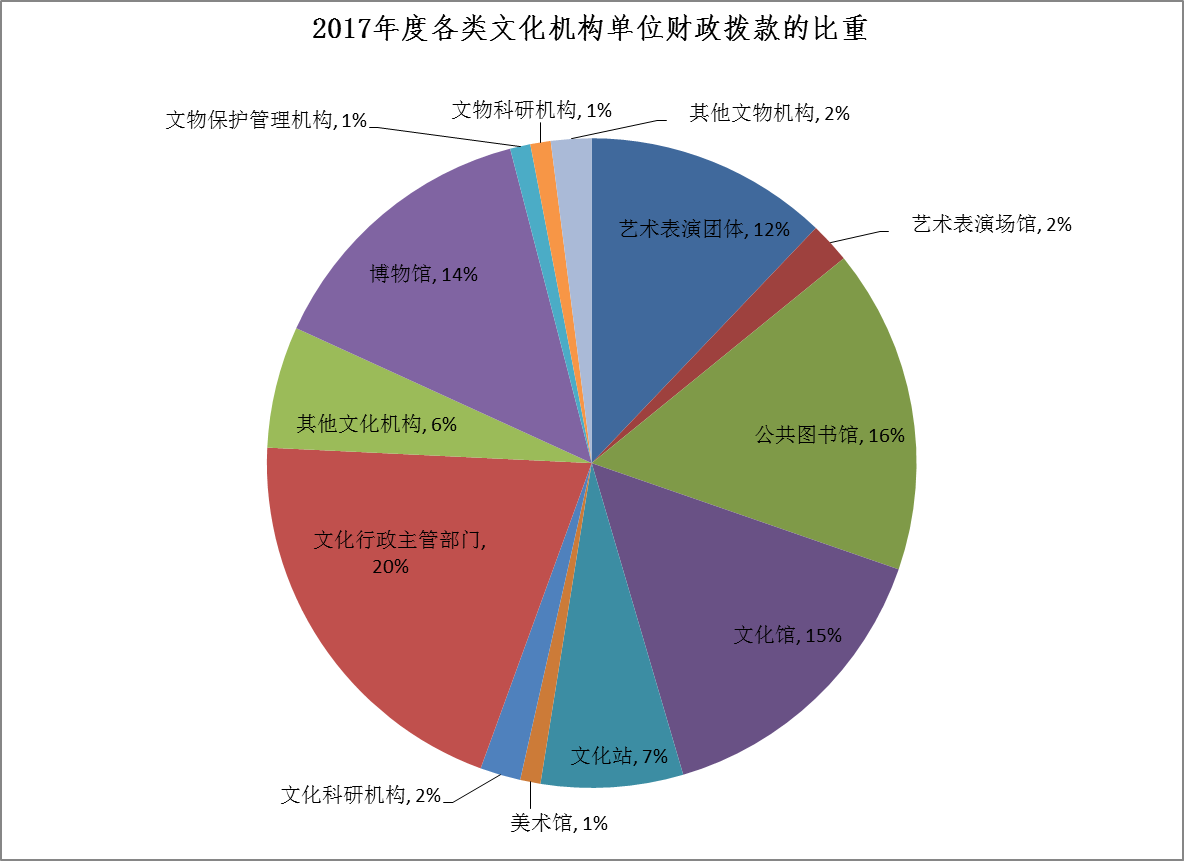 2017年度各类文化机构单位财政拨款的比重
文物保护管理机构, 1%
文物科研机构, 1%
其他文物机构, 2%
艺术表演团体, 12%
艺术表演场馆, 2%
博物馆, 14%
其他文化机构, 6%
公共图书馆, 16%
文化行政主管部门,
20%
文化馆, 15%
文化站, 7%
文化科研机构, 2%
美术馆, 1%